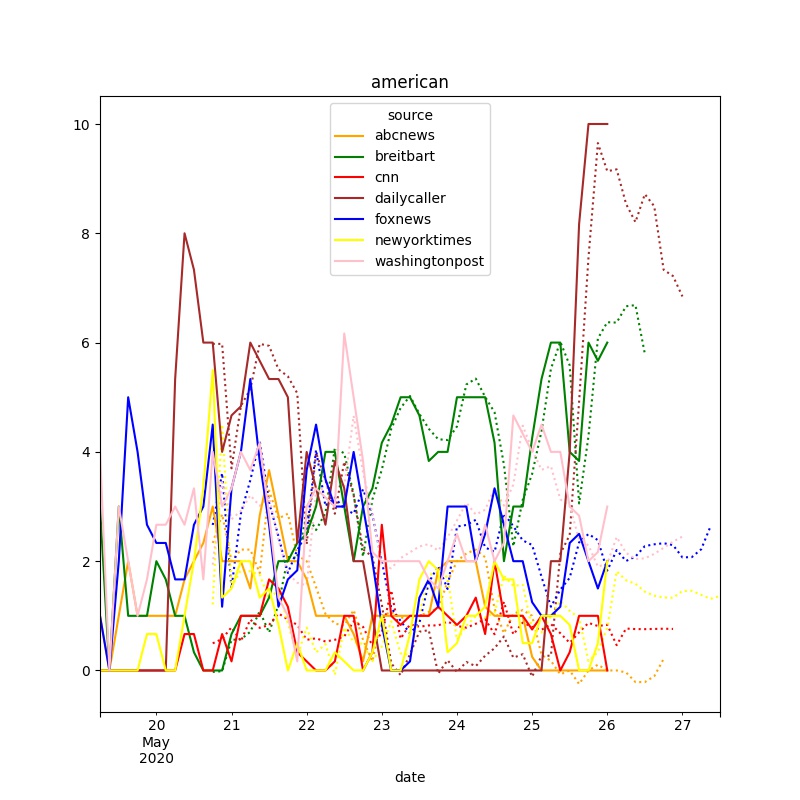 american
source
abcnews
breitbart
cnn
dailycaller
foxnews
newyorktimes
washingtonpost
10
8
6
4
2
0
20 21 22 23 24 25 26 27
May
2020
date